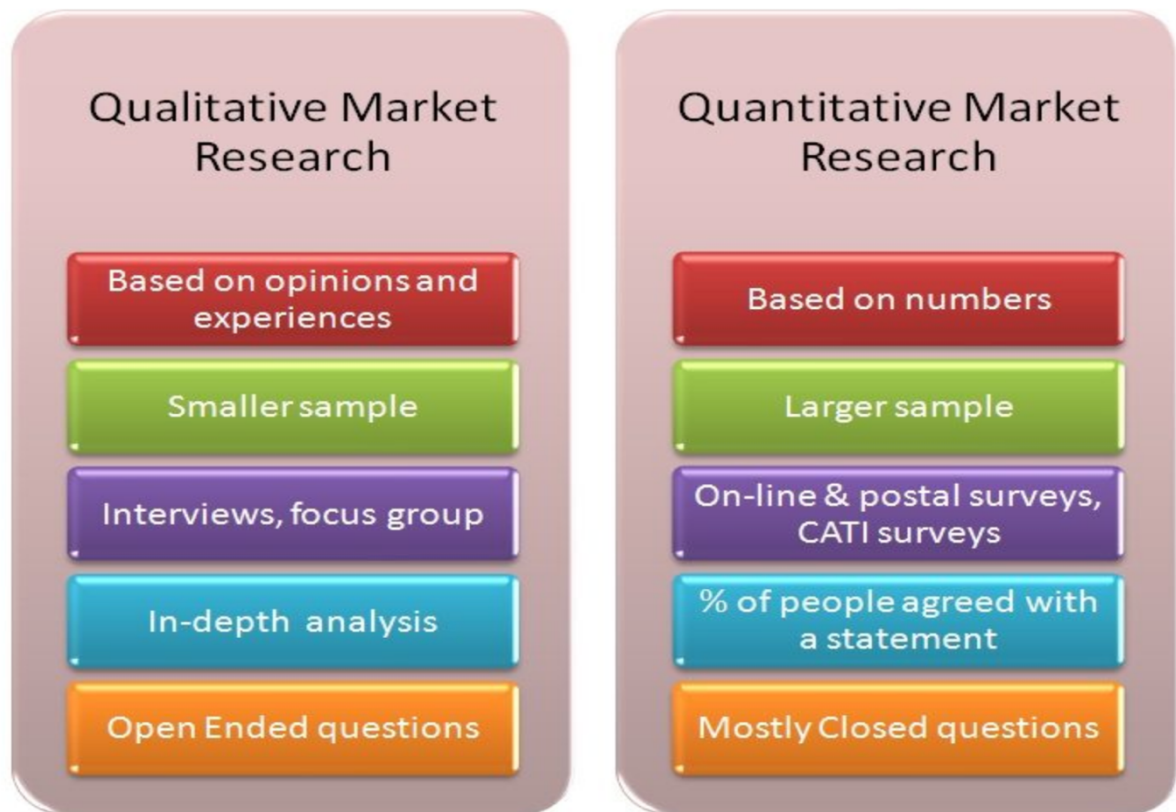 Qualitative Market
Research
Based on opinions and
experiences
Smaller sample
Interviews, focus group
In-depth analysis
Open Ended questions
Quantitative Market
Research
Based on numbers
Larger sample
On-line & postal surveys,
CATI surveys
% of people agreed with
a statement
Mostly Closed questions